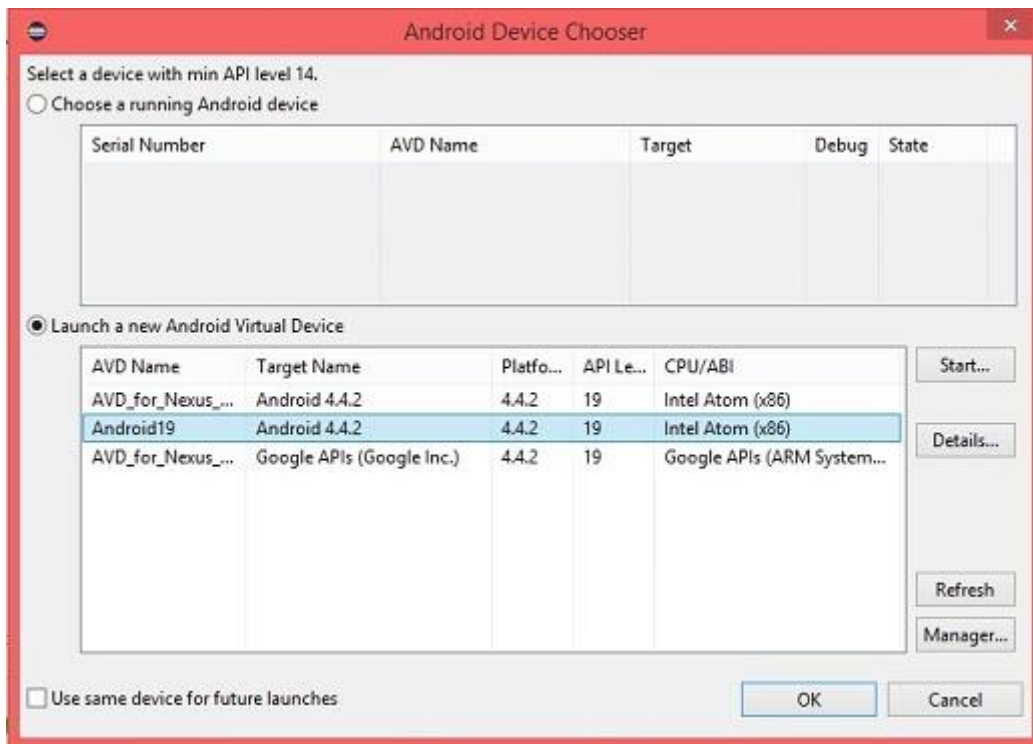 Android Device Chooser
Select a device with min API level 14.
Choose a running Android device
Serial Number AVD Name Target Debug State
Launch a new Android Virtual Device
AVD Name Target Name Platfo... API Le... CPU/ABI
AVD_for_Nexus_... Android 4.4.2 4.4.2 19 Intel Atom (x86)
Android19 Android 4.4.2 4.4.2 19 Intel Atom (x86)
AVD_for_Nexus_... Google APIs (Google Inc.) 4.4.2 19 Google APIs (ARM System...
Start...
Details...
Refresh
Manager...
Use same device for future launches
OK Cancel